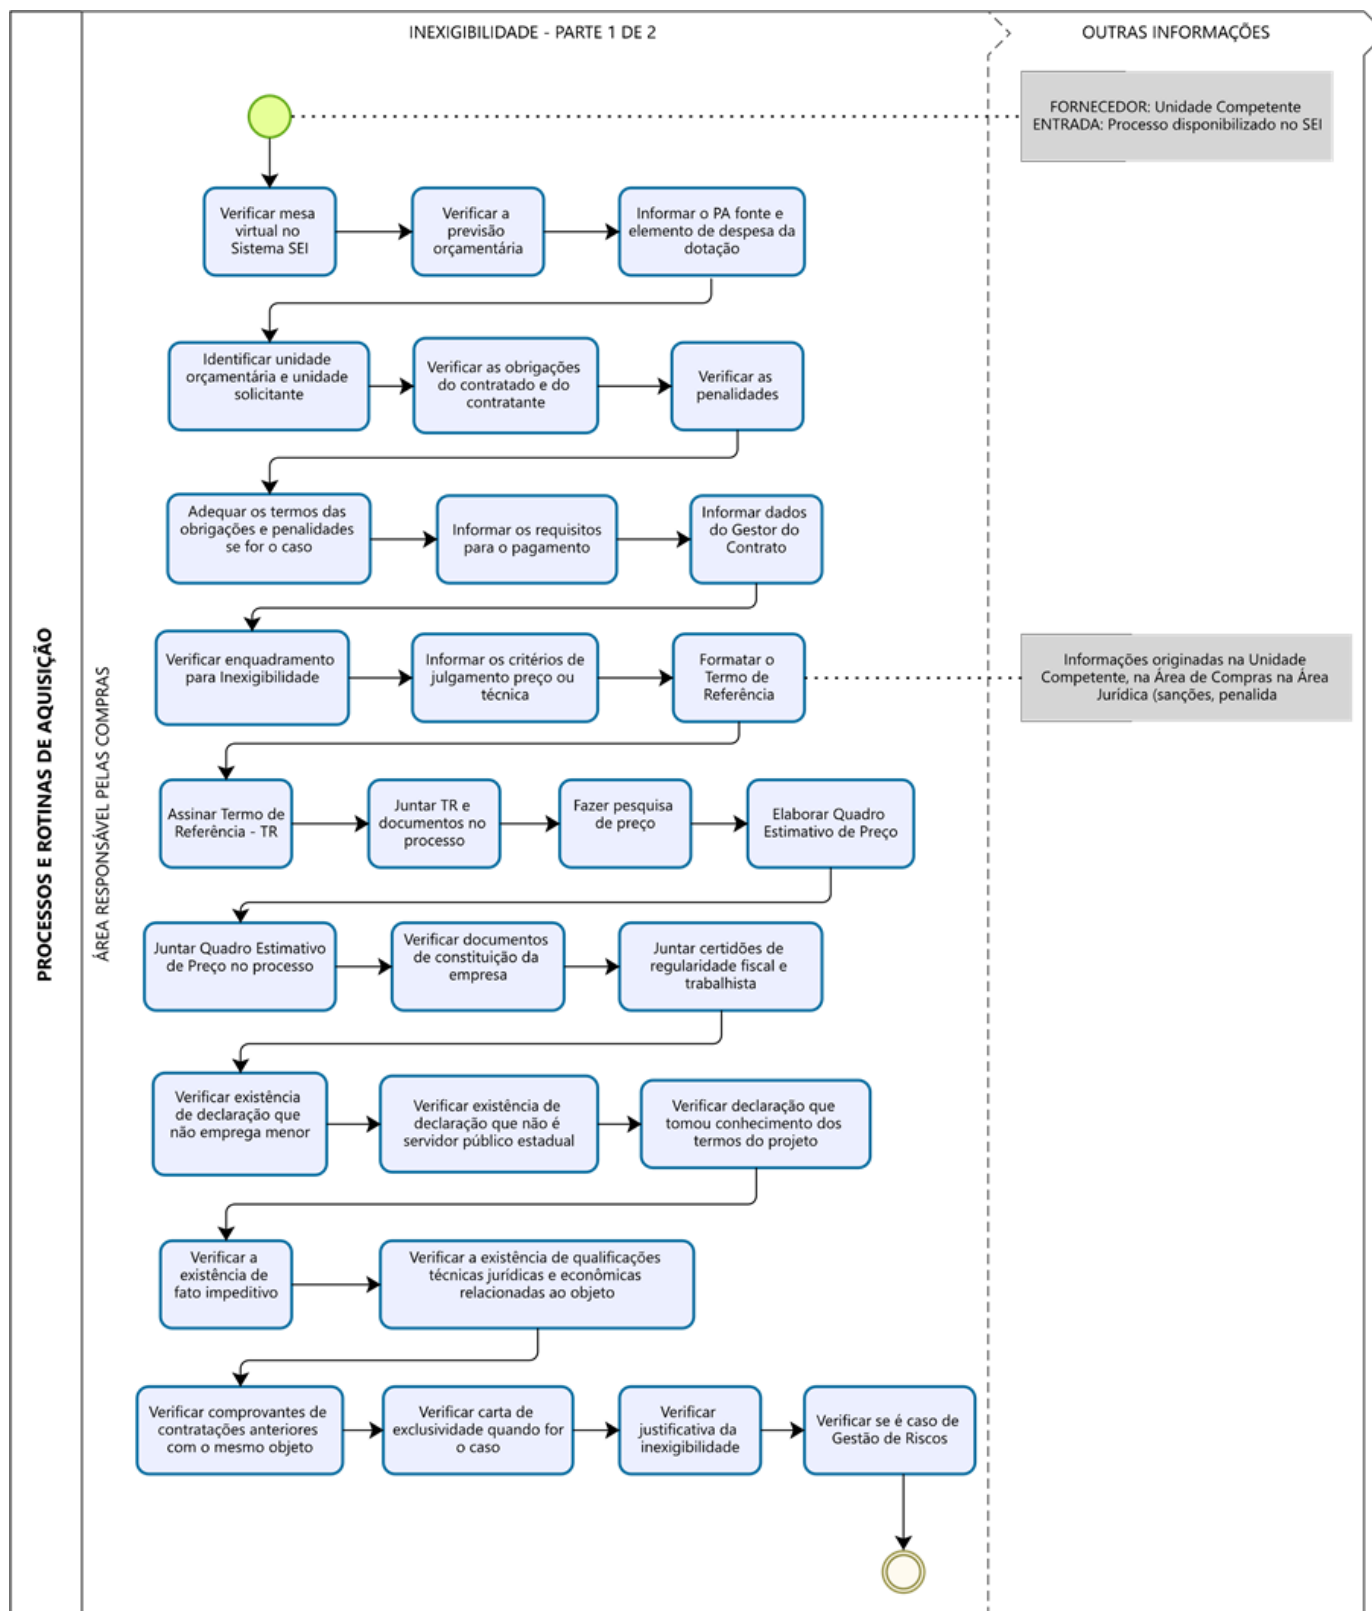 INEXIGIBILIDADE - PARTE 1 DE 2
OUTRAS INFORMAÇÕES
PROCESSOS E ROTINAS DE AQUISIÇÃO
ÁREA RESPONSÁVEL PELAS COMPRAS
FORNECEDOR: Unidade Competente
ENTRADA: Processo disponibilizado no SEI
Verificar mesa
virtual no
Sistema SEI
Verificar a
previsão
orçamentária
Informar o PA fonte e
elemento de despesa da
dotação
Identificar unidade
orçamentária e unidade
solicitante
Verificar as obrigações
do contratado e do
contratante
Verificar as
penalidades
Adequar os termos das
obrigações e penalidades
se for o caso
Informar os requisitos
para o pagamento
Informar dados
do Gestor do
Contrato
Verificar enquadramento
para Inexigibilidade
Informar os critérios de
julgamento preço ou
técnica
Formatar o
Termo de
Referência
Informações originadas na Unidade
Competente, na Área de Compras na Área
Jurídica (sanções, penalida
Assinar Termo de
Referência - TR
Juntar TR e
documentos no
processo
Fazer pesquisa
de preço
Elaborar Quadro
Estimativo de Preço
Juntar Quadro Estimativo
de Preço no processo
Verificar documentos
de constituição da
empresa
Juntar certidões de
regularidade fiscal e
trabalhista
Verificar existência
de declaração que
não emprega menor
Verificar existência de
declaração que não é
servidor público estadual
Verificar declaração que
tomou conhecimento dos
termos do projeto
Verificar a
existência de
fato impeditivo
Verificar a existência de qualificações
técnicas jurídicas e econômicas
relacionadas ao objeto
Verificar comprovantes de
contratações anteriores
com o mesmo objeto
Verificar carta de
exclusividade quando for
o caso
Verificar
justificativa da
inexigibilidade
Verificar se é caso de
Gestão de Riscos